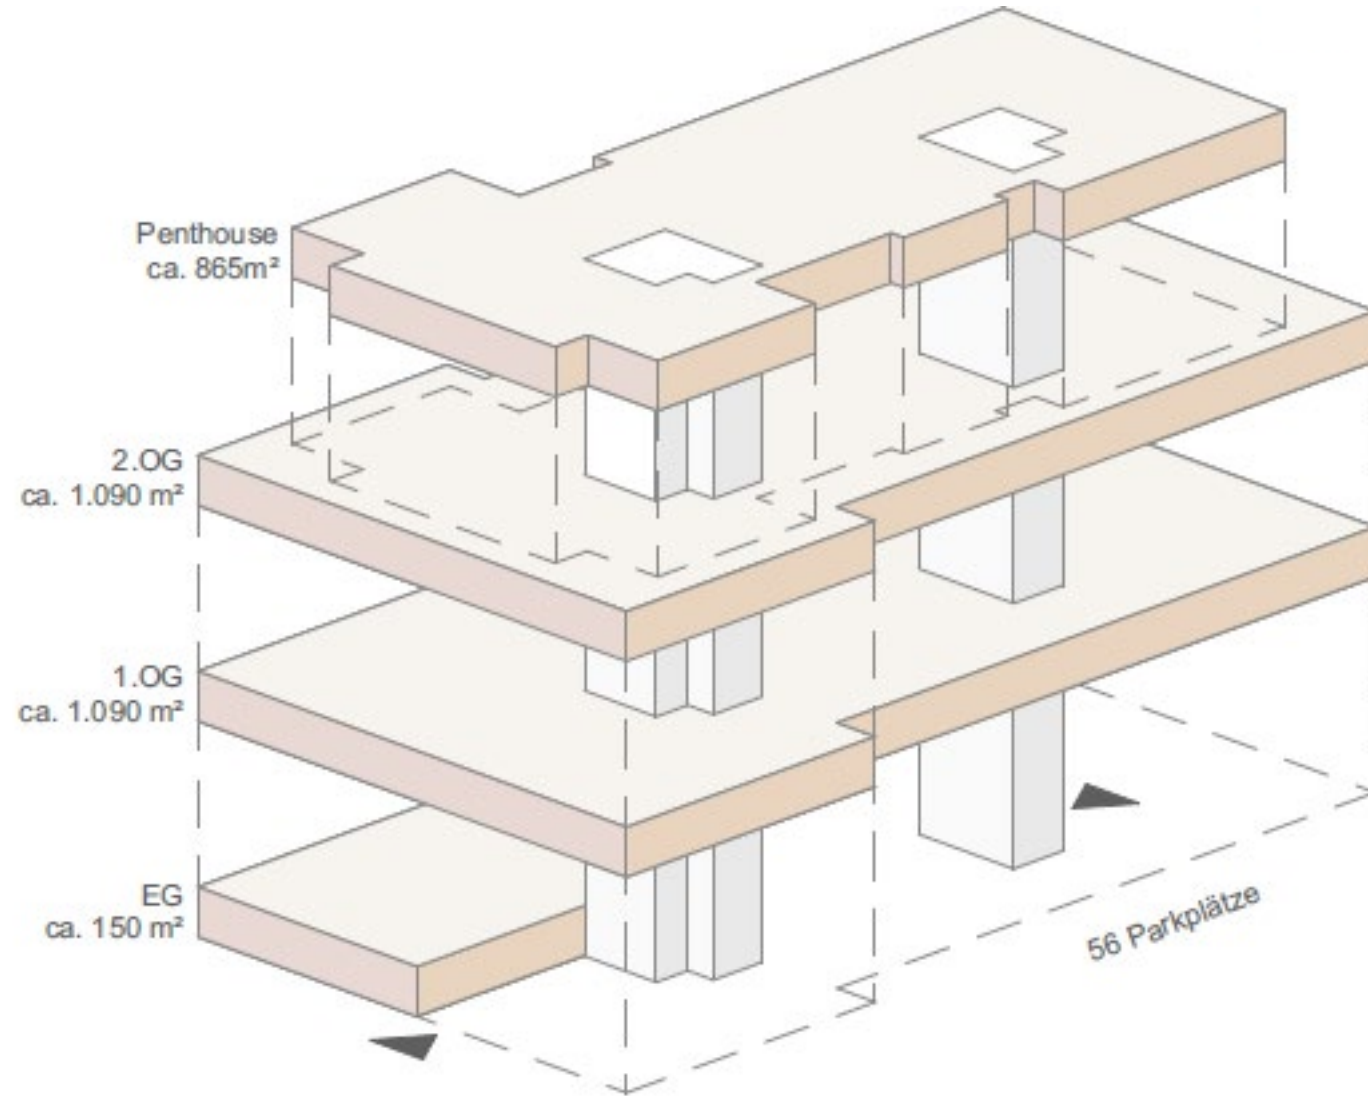 Penthouse
ca. 865m²
2.OG
ca. 1.090 m²
1.OG
ca. 1.090 m²
EG
ca. 150 m²
56 Parkplätze